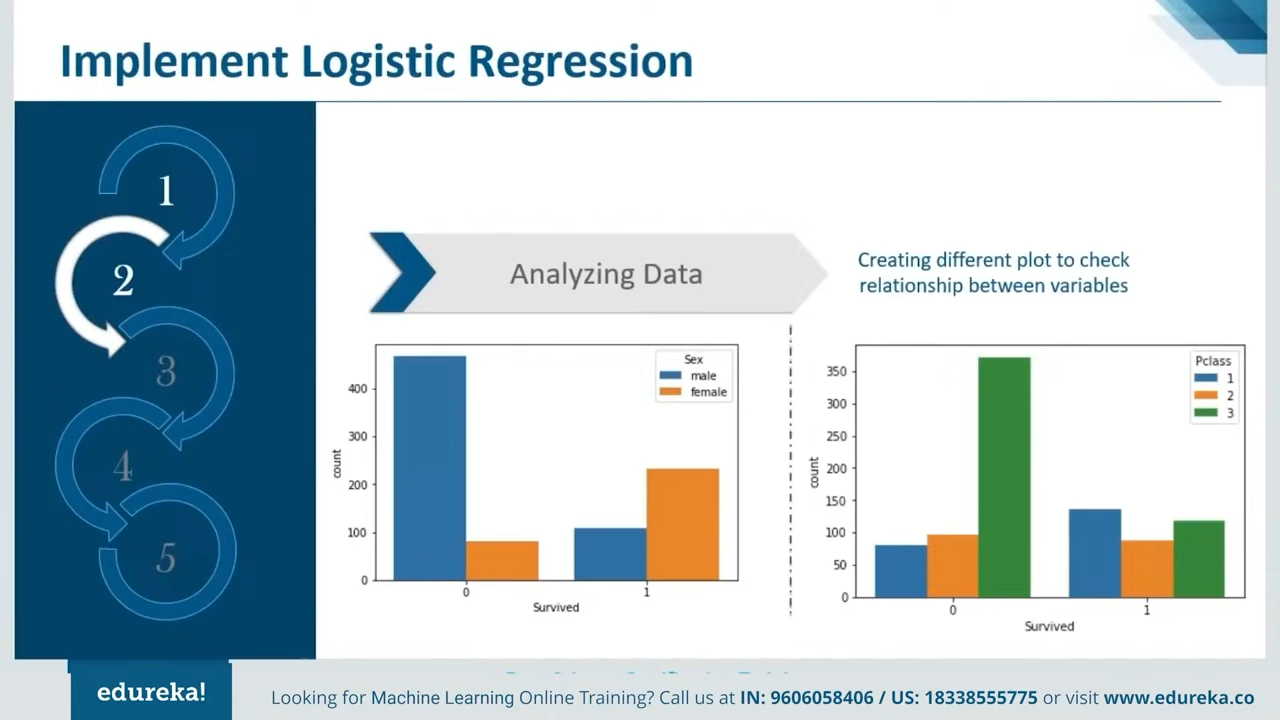 Implement Logistic Regression
1
2
3
4
5
Analyzing Data
Creating different plot to check
relationship between variables
Sex
male
female
400
300
200
100
0
count
0 1
Survived
Pclass
1
2
3
350
300
250
200
150
100
50
0
count
0 1
Survived
edureka!
Looking for Machine Learning Online Training? Call us at IN: 9606058406 / US: 18338555775 or visit www.edureka.co